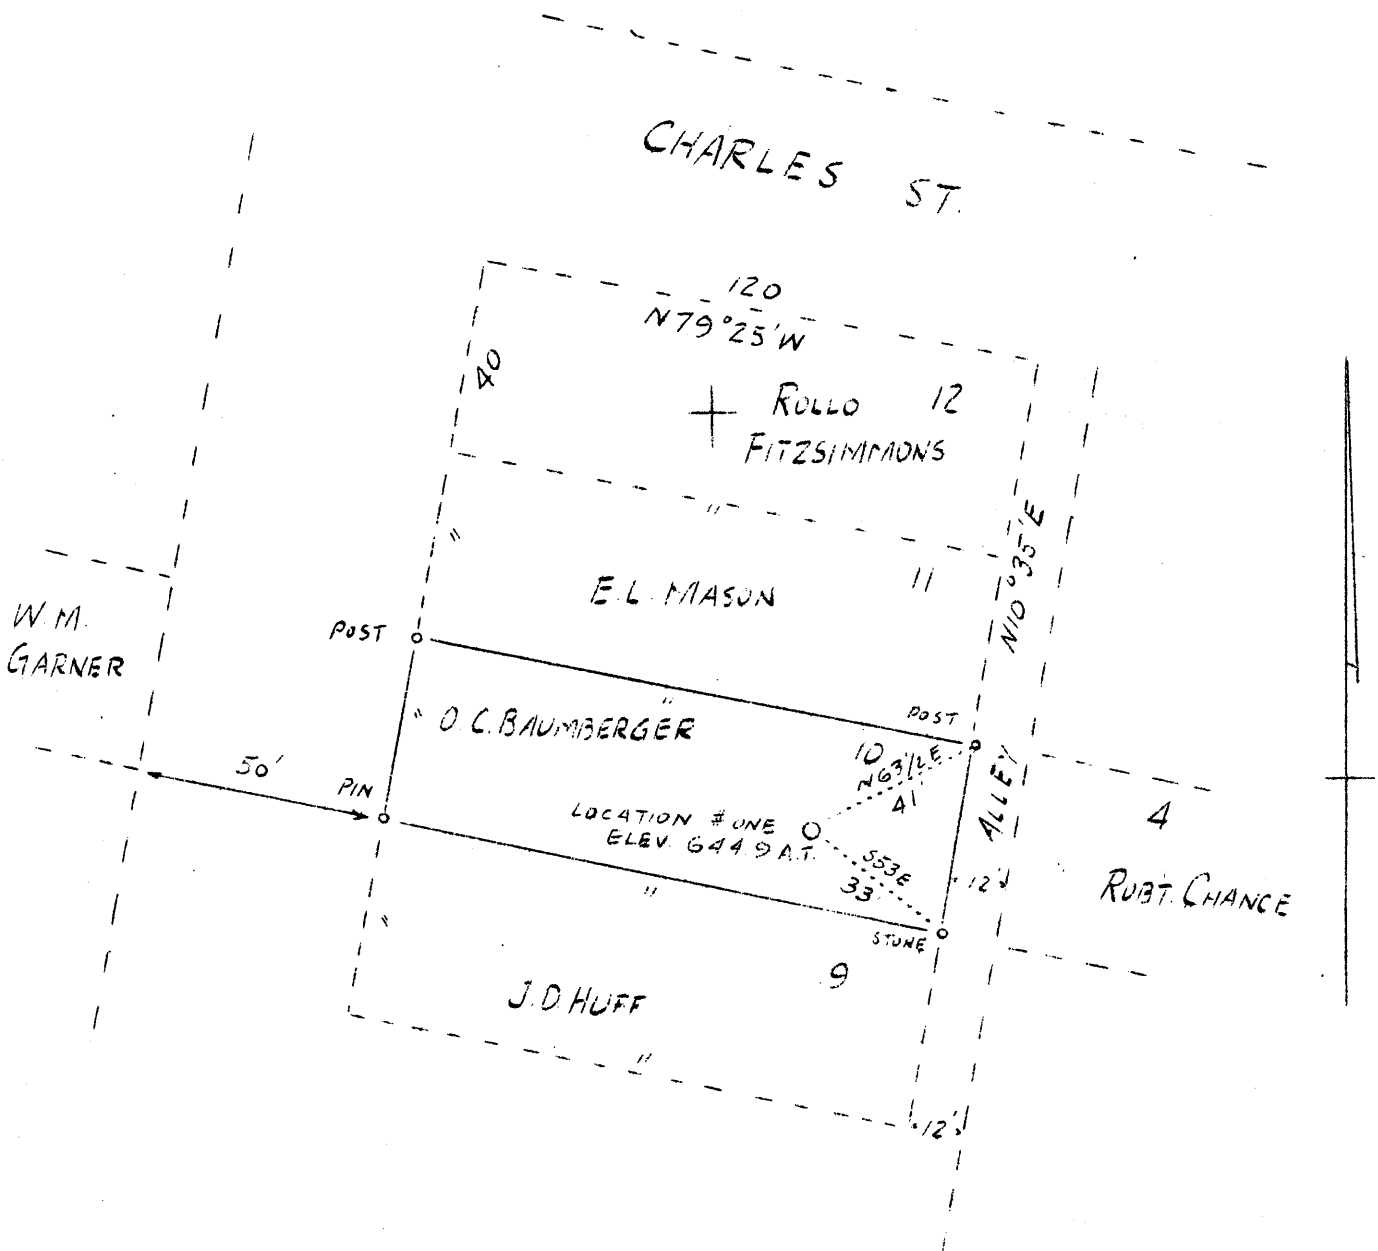 CHARLES ST.
120
N79°25'W
40
ROLLO 12
FITZSIMMONS
"
"
N10°35'E
E.L. MASON 11
W.M.
GARNER
POST
"
POST
" O.C. BAUMBERGER
10
N63½E
41'
ALLEY
50'
PIN
LOCATION # ONE
ELEV. 644.9 A.T.
4
S53E
33'
12'
ROBT. CHANCE
"
"
STONE
9
J.D. HUFF
"
12'